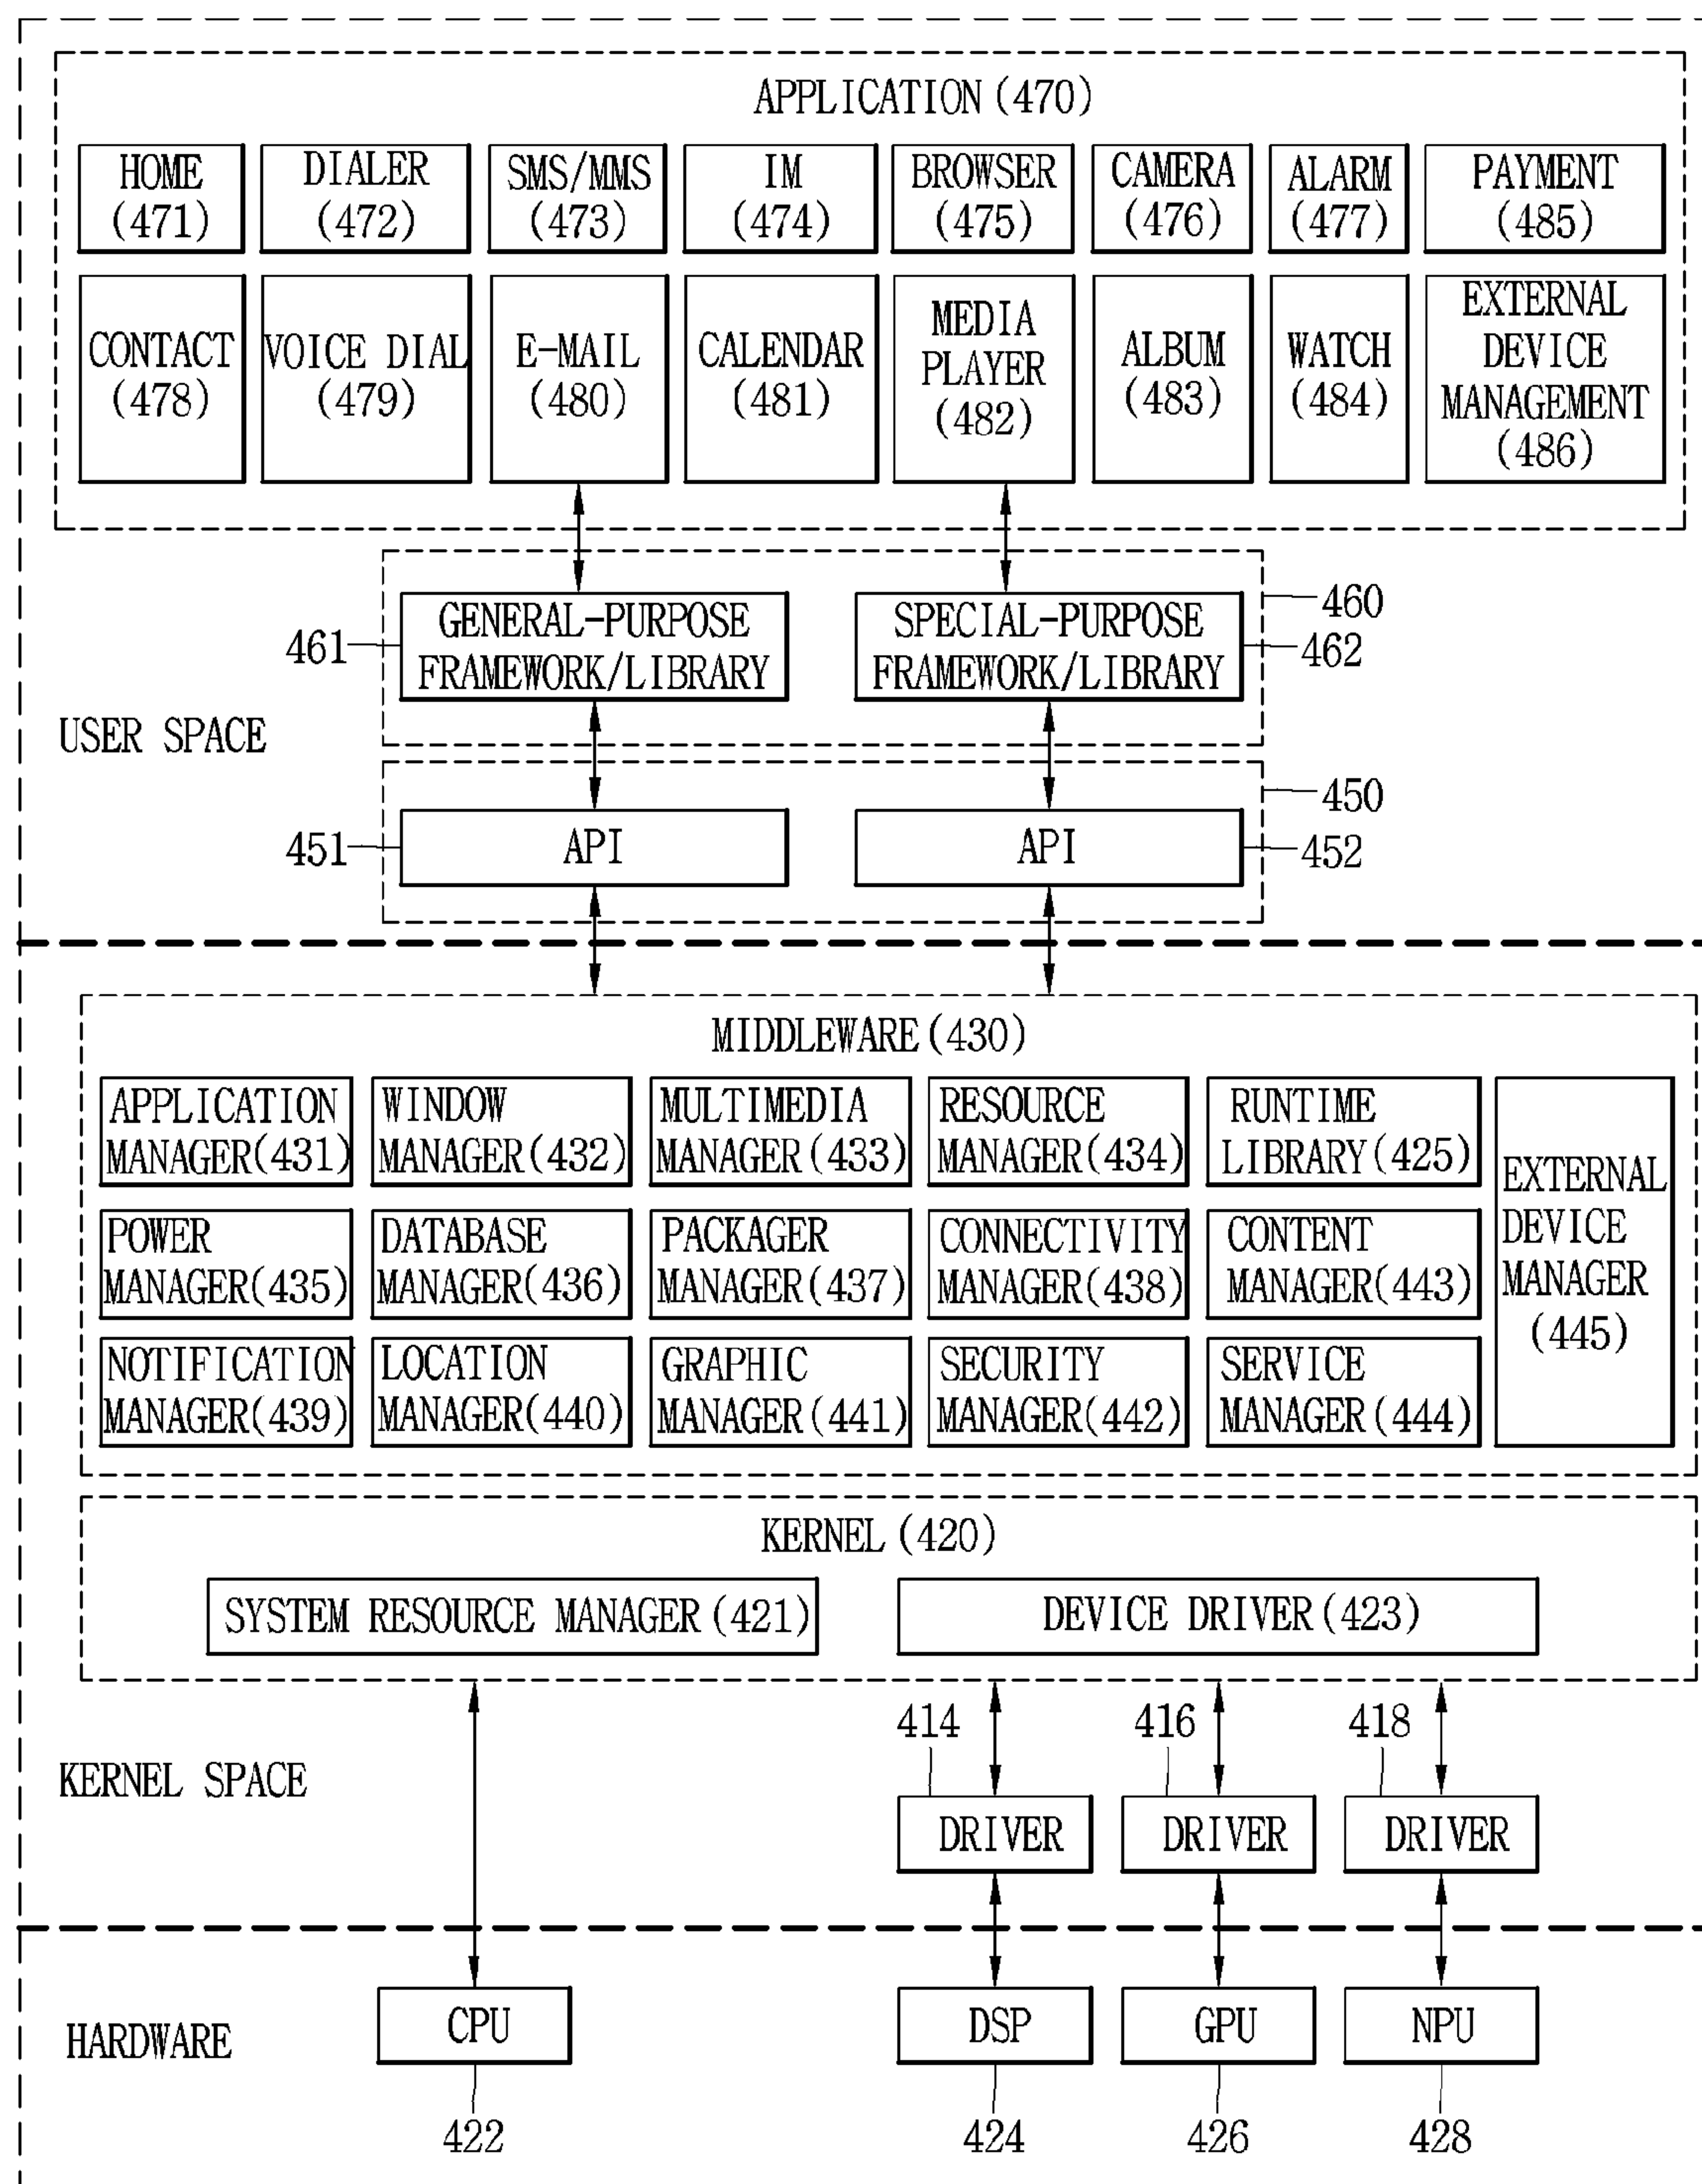 APPLICATION(470)
HOME
(471)
DIALER
(472)
SMS/MMS
(473)
IM
(474)
BROWSER
(475)
CAMERA
(476)
ALARM
(477)
PAYMENT
(485)
CONTACT
(478)
VOICE DIAL
(479)
E-MAIL
(480)
CALENDAR
(481)
MEDIA
PLAYER
(482)
ALBUM
(483)
WATCH
(484)
EXTERNAL
DEVICE
MANAGEMENT
(486)
460
461
GENERAL-PURPOSE
FRAMEWORK/LIBRARY
SPECIAL-PURPOSE
FRAMEWORK/LIBRARY
462
USER SPACE
450
451
API
API
452
MIDDLEWARE(430)
APPLICATION
MANAGER(431)
WINDOW
MANAGER(432)
MULTIMEDIA
MANAGER(433)
RESOURCE
MANAGER(434)
RUNTIME
LIBRARY(425)
EXTERNAL
DEVICE
MANAGER
(445)
POWER
MANAGER(435)
DATABASE
MANAGER(436)
PACKAGER
MANAGER(437)
CONNECTIVITY
MANAGER(438)
CONTENT
MANAGER(443)
NOTIFICATION
MANAGER(439)
LOCATION
MANAGER(440)
GRAPHIC
MANAGER(441)
SECURITY
MANAGER(442)
SERVICE
MANAGER(444)
KERNEL(420)
SYSTEM RESOURCE MANAGER(421)
DEVICE DRIVER(423)
414
416
418
KERNEL SPACE
DRIVER
DRIVER
DRIVER
HARDWARE
CPU
DSP
GPU
NPU
422
424
426
428